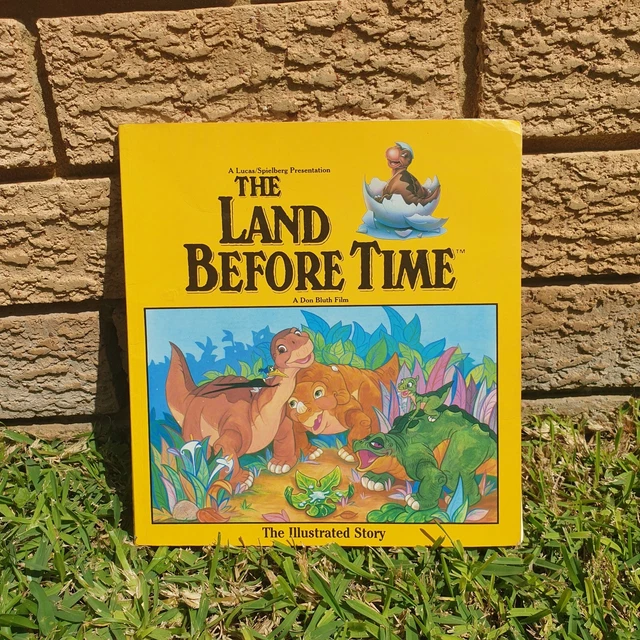 A Lucas/Spielberg Presentation
THE
LAND
BEFORE TIME™
A Don Bluth Film
The Illustrated Story